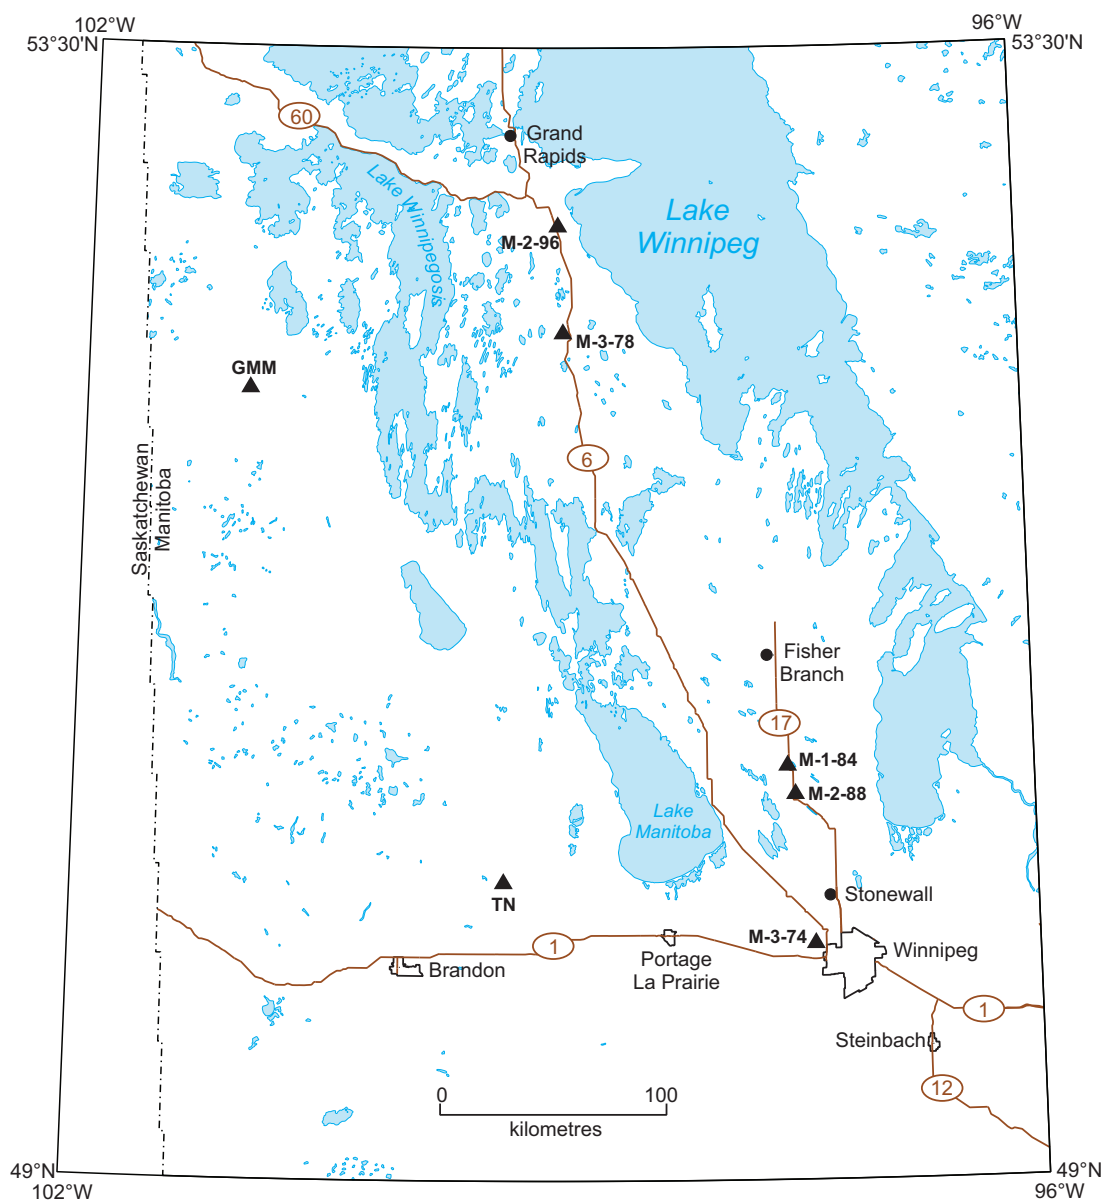 102°W
96°W
53°30'N
53°30'N
60
Grand
Rapids
Lake Winnipegosis
Lake
Winnipeg
M-2-96
M-3-78
GMM
6
Saskatchewan
Manitoba
Fisher
Branch
17
M-1-84
M-2-88
Lake
Manitoba
TN
Stonewall
M-3-74
1
Winnipeg
Portage
La Prairie
Brandon
1
Steinbach
12
0
100
kilometres
49°N
49°N
102°W
96°W